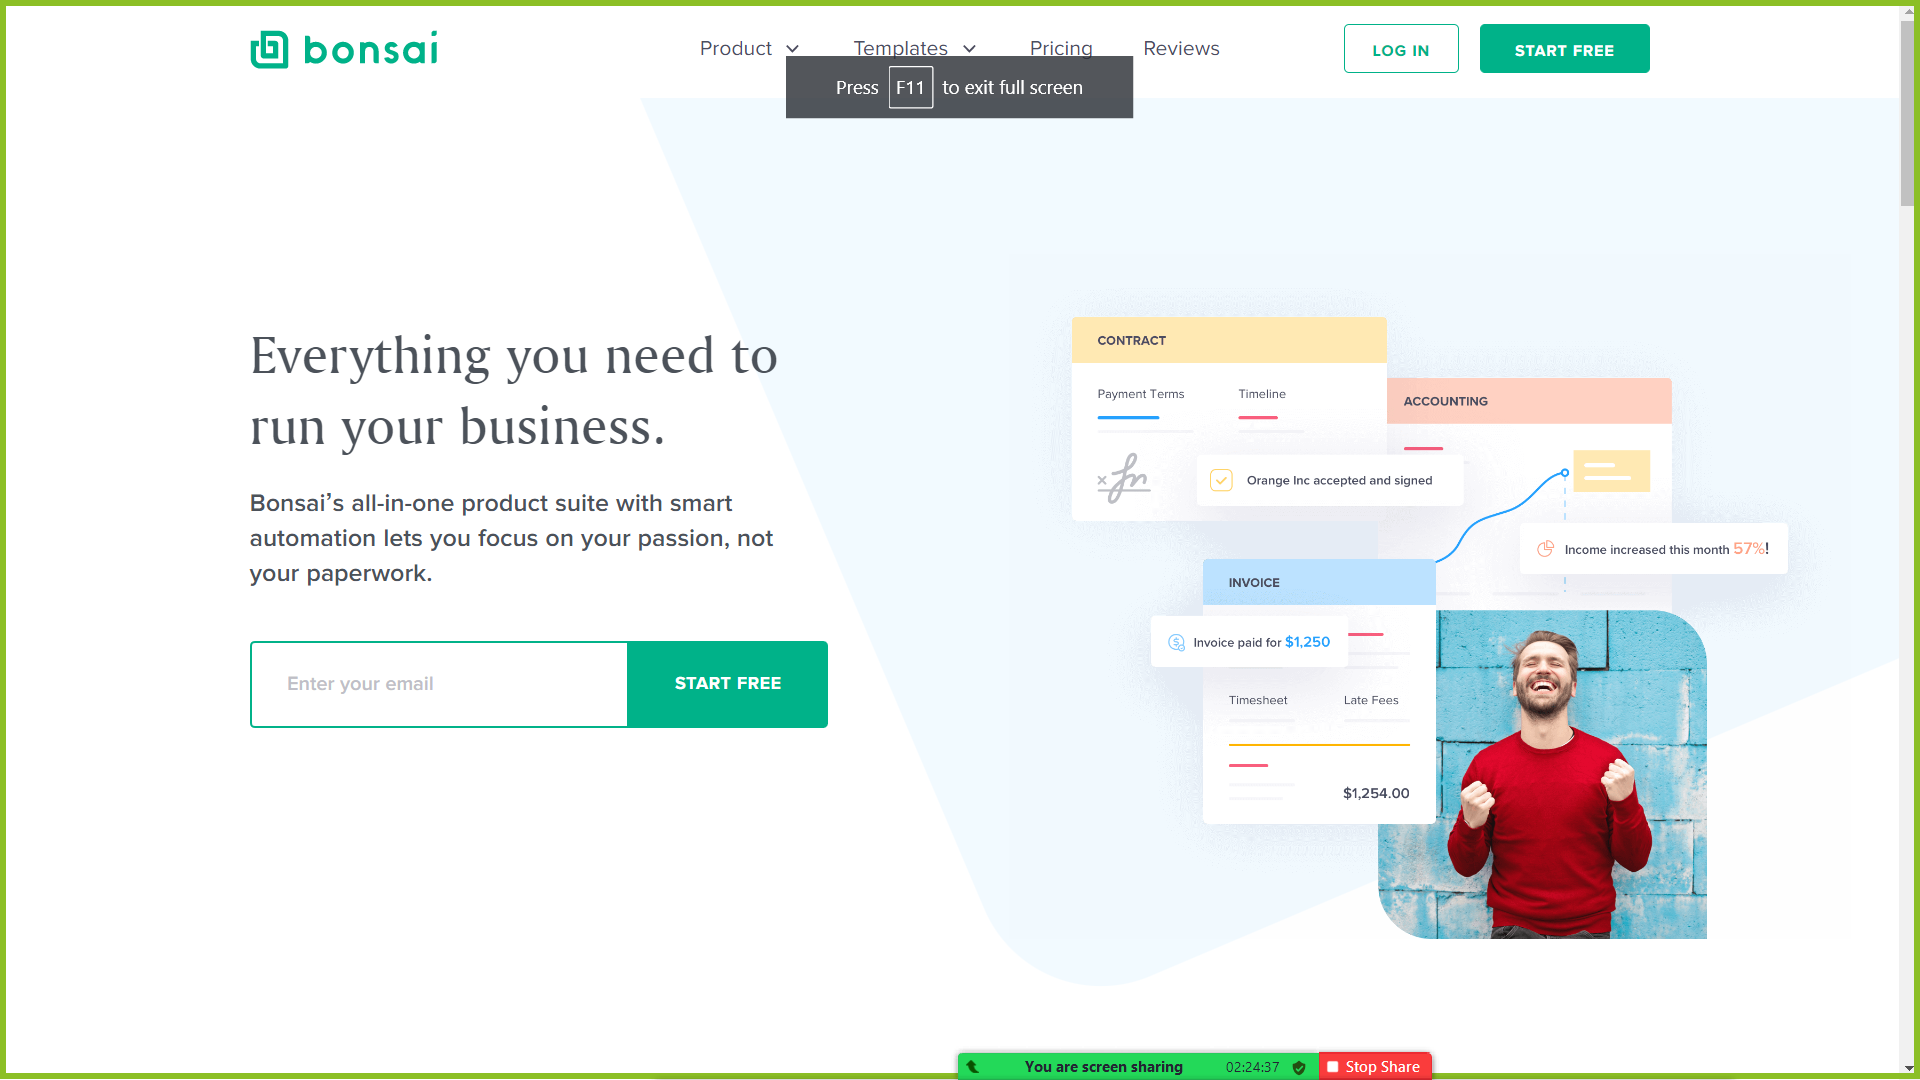 bonsai
Product
Templates
Pricing
Reviews
LOG IN
START FREE
Press F11 to exit full screen
Everything you need to
run your business.
Bonsai’s all-in-one product suite with smart
automation lets you focus on your passion, not
your paperwork.
Enter your email
START FREE
CONTRACT
Payment Terms
Timeline
Orange Inc accepted and signed
ACCOUNTING
Income increased this month 57%!
INVOICE
Invoice paid for $1,250
Timesheet
Late Fees
$1,254.00
You are screen sharing
02:24:37
Stop Share